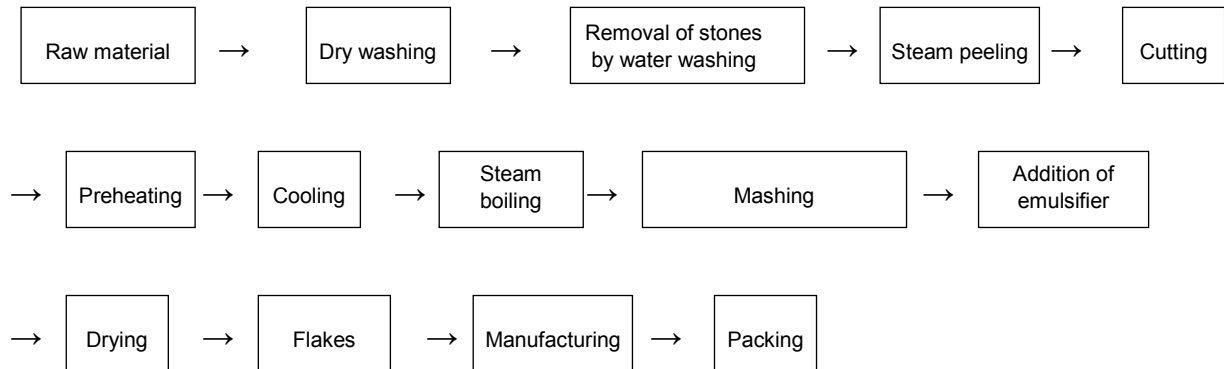 Raw material → Dry washing → Removal of stones → Steam peeling → Cutting
by water washing
→ Preheating → Cooling → Steam → Mashing → Addition of
boiling emulsifier
→ Drying → Flakes → Manufacturing → Packing